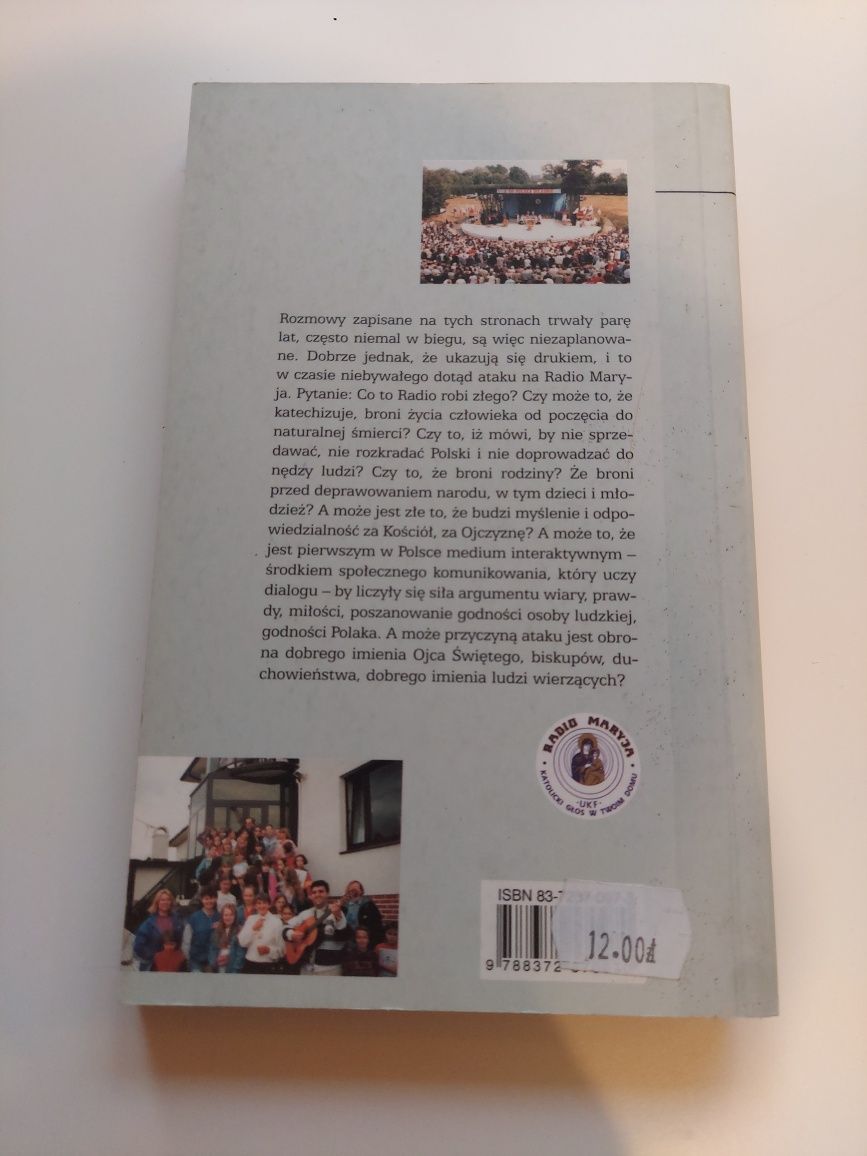 Rozmowy zapisane na tych stronach trwały parę
lat, często niemal w biegu, są więc niezaplanowa-
ne. Dobrze jednak, że ukazują się drukiem, i to
w czasie niebywałego dotąd ataku na Radio Mary-
ja. Pytanie: Co to Radio robi złego? Czy może to, że
katechizuje, broni życia człowieka od poczęcia do
naturalnej śmierci? Czy to, iż mówi, by nie sprze-
dawać, nie rozkradać Polski i nie doprowadzać do
nędzy ludzi? Czy to, że broni rodziny? Że broni
przed deprawowaniem narodu, w tym dzieci i mło-
dzież? A może jest złe to, że budzi myślenie i odpo-
wiedzialność za Kościół, za Ojczyznę? A może to, że
jest pierwszym w Polsce medium interaktywnym –
środkiem społecznego komunikowania, który uczy
dialogu – by liczyły się siła argumentu wiary, praw-
dy, miłości, poszanowanie godności osoby ludzkiej,
godności Polaka. A może przyczyną ataku jest obro-
na dobrego imienia Ojca Świętego, biskupów, du-
chowieństwa, dobrego imienia ludzi wierzących?
RADIO MARYJA
·UKF·
KATOLICKI GŁOS W TWOIM DOMU
ISBN 83-
12.00zł
9 788372